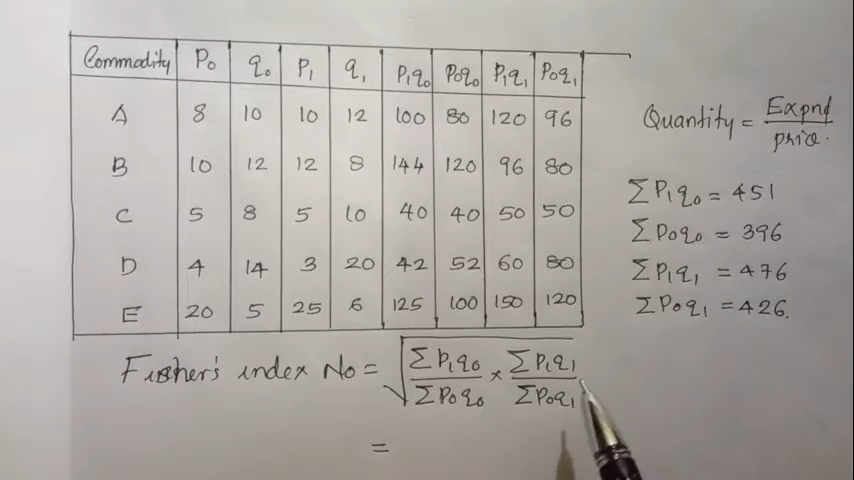 Commodity P0 q0 P1 q1 P1q0 P0q0 P1q1 P0q1
A 8 10 10 12 100 80 120 96
B 10 12 12 8 144 120 96 80
C 5 8 5 10 40 40 50 50
D 4 14 3 20 42 52 60 80
E 20 5 25 6 125 100 150 120
Quantity = Expnd / price.
ΣP1q0 = 451
ΣP0q0 = 396
ΣP1q1 = 476
ΣP0q1 = 426.
Fisher's index No = √(ΣP1q0 / ΣP0q0 × ΣP1q1 / ΣP0q1)
=